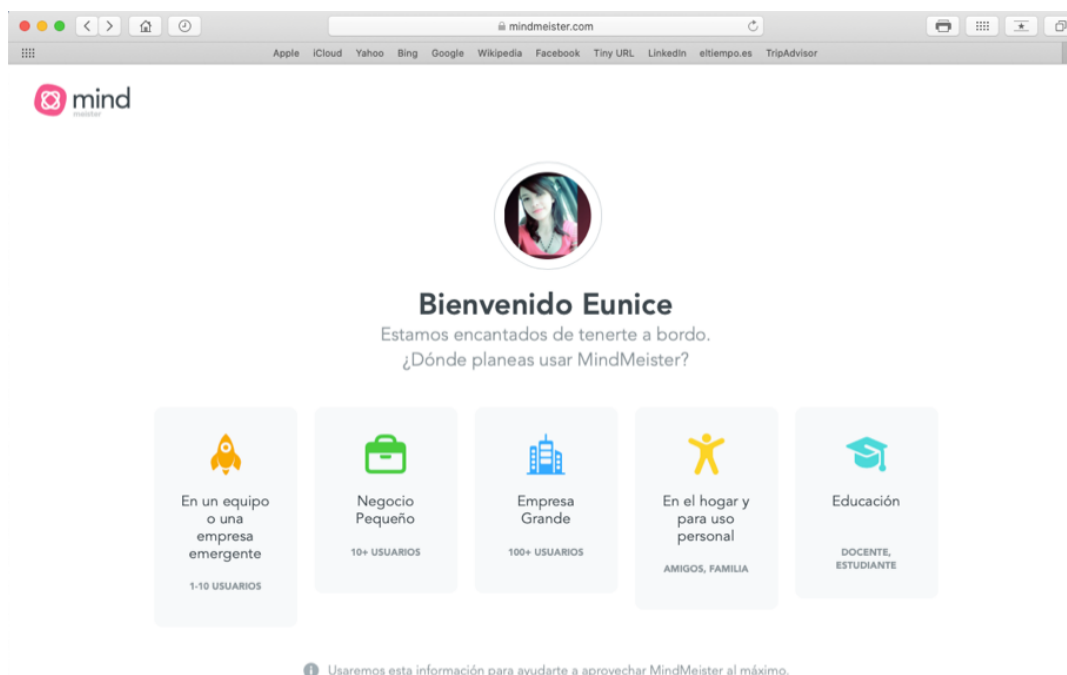 mindmeister.com
Apple iCloud Yahoo Bing Google Wikipedia Facebook Tiny URL LinkedIn eltiempo.es TripAdvisor
mind
meister
Bienvenido Eunice
Estamos encantados de tenerte a bordo.
¿Dónde planeas usar MindMeister?
En un equipo
o una
empresa
emergente
1-10 USUARIOS
Negocio
Pequeño
10+ USUARIOS
Empresa
Grande
100+ USUARIOS
En el hogar y
para uso
personal
AMIGOS, FAMILIA
Educación
DOCENTE,
ESTUDIANTE
Usaremos esta información para ayudarte a aprovechar MindMeister al máximo.